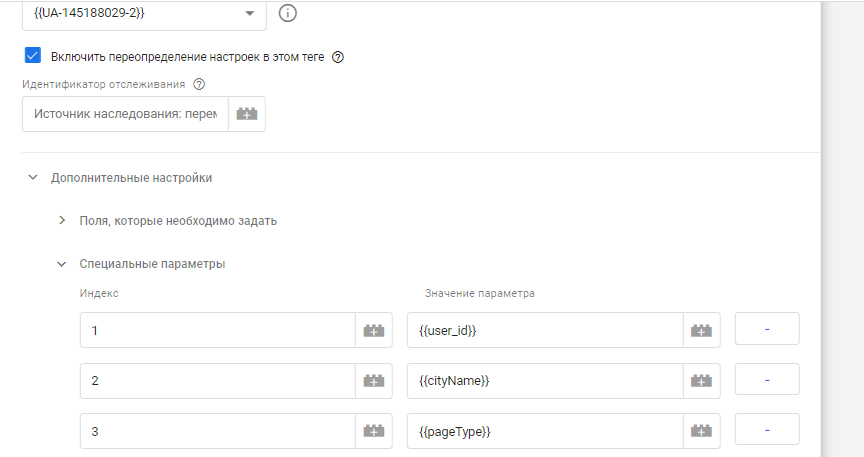 {{UA-145188029-2}}
Включить переопределение настроек в этом теге
Идентификатор отслеживания
Источник наследования: перем
Дополнительные настройки
Поля, которые необходимо задать
Специальные параметры
Индекс Значение параметра
1 {{user_id}} -
2 {{cityName}} -
3 {{pageType}} -